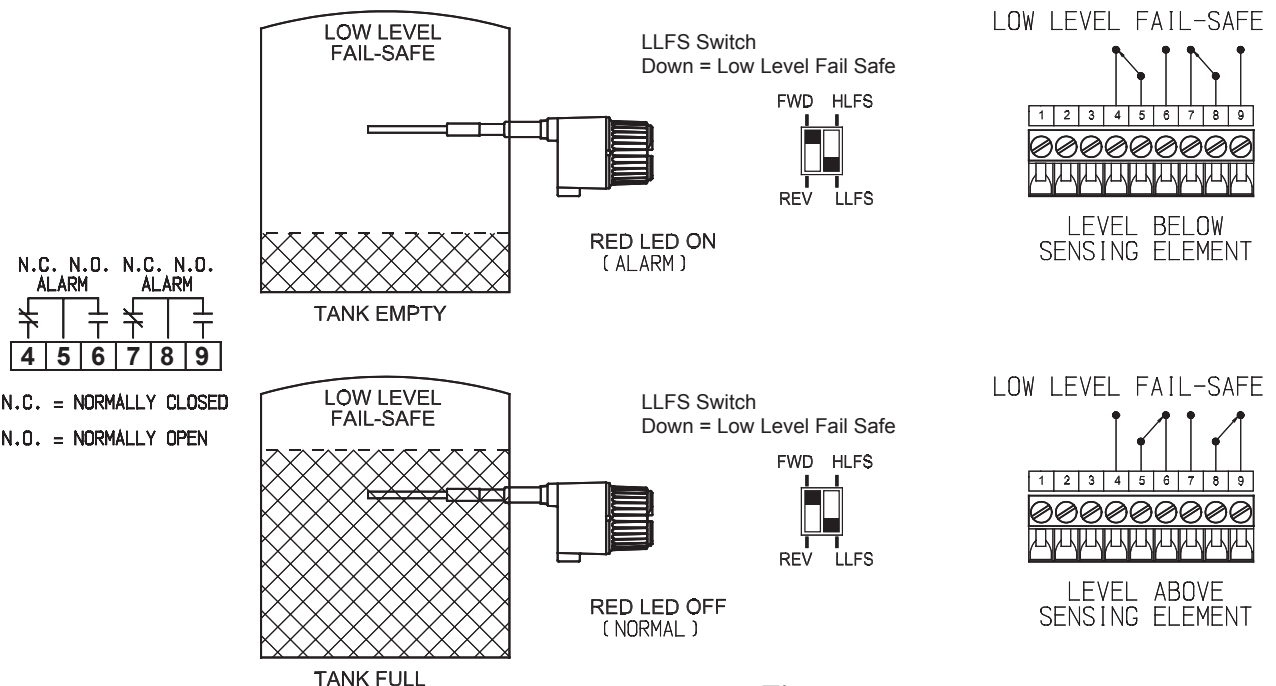 LOW LEVEL
FAIL-SAFE
LLFS Switch
Down = Low Level Fail Safe
FWD HLFS
REV LLFS
RED LED ON
( ALARM )
TANK EMPTY
LOW LEVEL FAIL-SAFE
1 2 3 4 5 6 7 8 9
LEVEL BELOW
SENSING ELEMENT
N.C. N.O. N.C. N.O.
ALARM ALARM
4 5 6 7 8 9
N.C. = NORMALLY CLOSED
N.O. = NORMALLY OPEN
LOW LEVEL
FAIL-SAFE
LLFS Switch
Down = Low Level Fail Safe
FWD HLFS
REV LLFS
RED LED OFF
( NORMAL )
TANK FULL
LOW LEVEL FAIL-SAFE
1 2 3 4 5 6 7 8 9
LEVEL ABOVE
SENSING ELEMENT